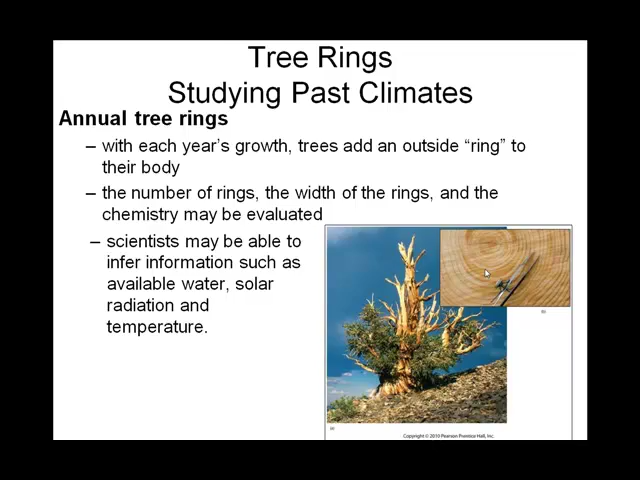 Tree Rings
Studying Past Climates
Annual tree rings
– with each year's growth, trees add an outside “ring” to
their body
– the number of rings, the width of the rings, and the
chemistry may be evaluated
– scientists may be able to
infer information such as
available water, solar
radiation and
temperature.
(b)
(a)
Copyright © 2010 Pearson Prentice Hall, Inc.